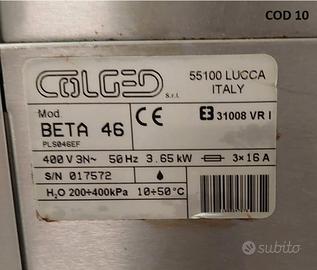 COD 10
COLGED
S.r.l.
55100 LUCCA
ITALY
Mod.
BETA 46
PLS046EF
CE
E3 31008 VR I
400 V 3N~ 50 Hz 3.65 kW 3×16 A
S/N 017572
H₂O 200÷400kPa 10÷50°C
subito